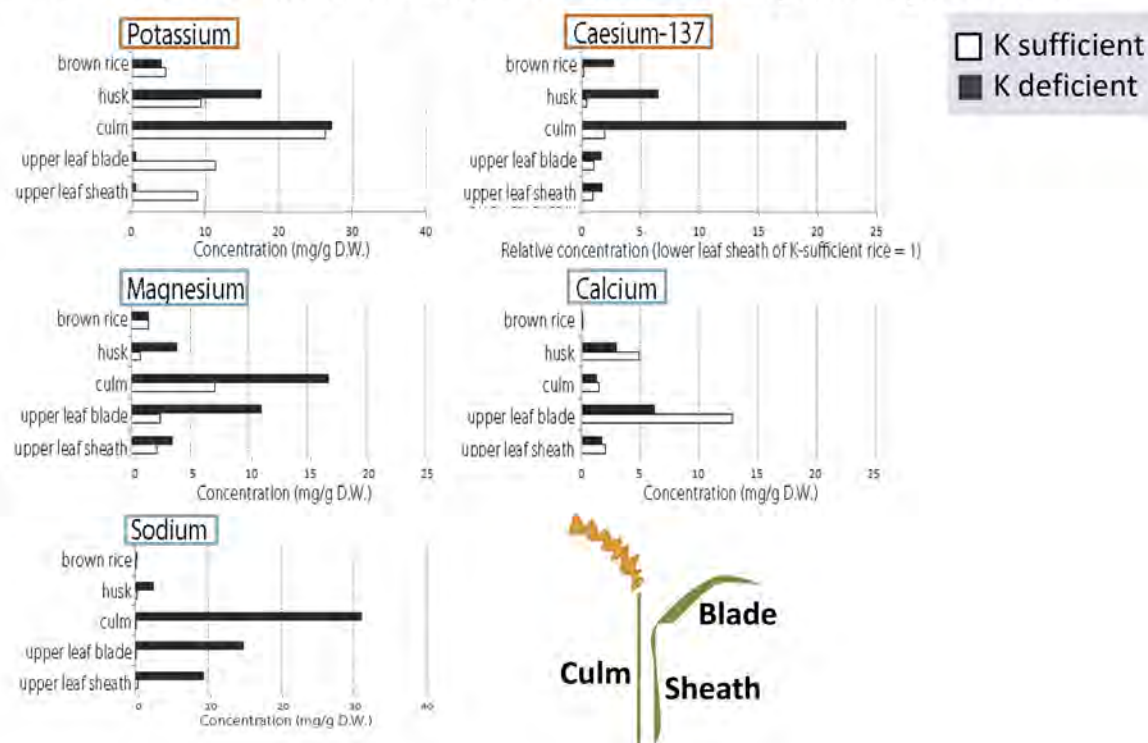 Potassium
brown rice
husk
culm
upper leaf blade
upper leaf sheath
0 10 20 30 40
Concentration (mg/g D.W.)
Caesium-137
brown rice
husk
culm
upper leaf blade
upper leaf sheath
0 5 10 15 20 25
Relative concentration (lower leaf sheath of K-sufficient rice = 1)
K sufficient
K deficient
Magnesium
brown rice
husk
culm
upper leaf blade
upper leaf sheath
0 5 10 15 20 25
Concentration (mg/g D.W.)
Calcium
brown rice
husk
culm
upper leaf blade
upper leaf sheath
0 5 10 15 20 25
Concentration (mg/g D.W.)
Sodium
brown rice
husk
culm
upper leaf blade
upper leaf sheath
0 10 20 30 40
Concentration (mg/g D.W.)
Blade
Culm
Sheath